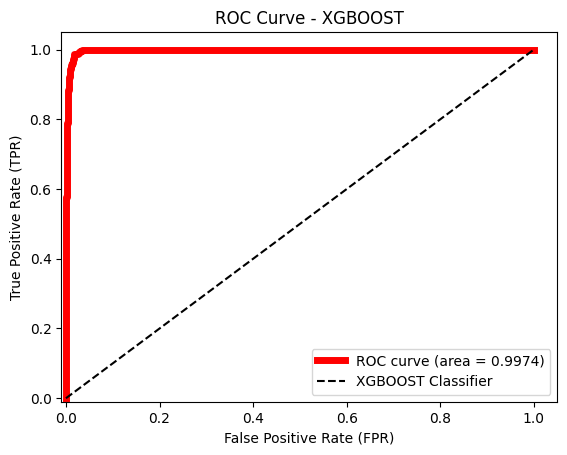 ROC Curve - XGBOOST
True Positive Rate (TPR)
1.0
0.8
0.6
0.4
0.2
0.0
ROC curve (area = 0.9974)
XGBOOST Classifier
0.0 0.2 0.4 0.6 0.8 1.0
False Positive Rate (FPR)